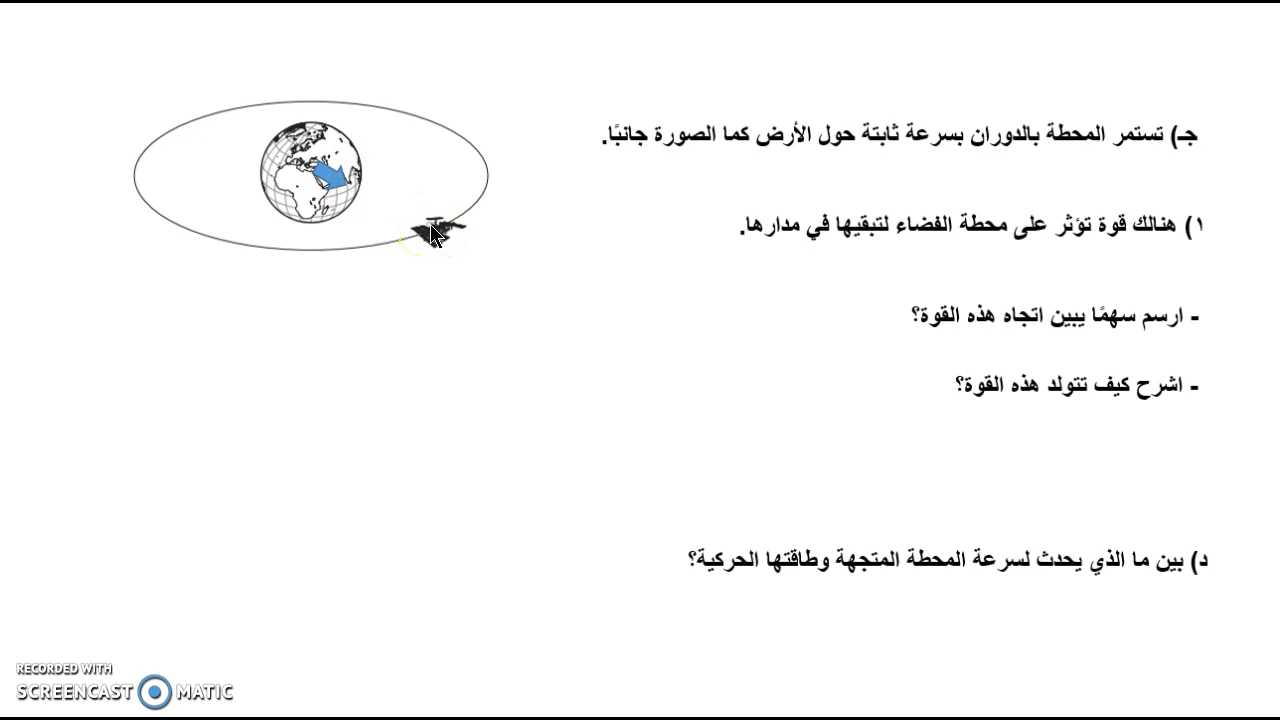 جـ) تستمر المحطة بالدوران بسرعة ثابتة حول الأرض كما الصورة جانبًا.
١) هنالك قوة تؤثر على محطة الفضاء لتبقيها في مدارها.
- ارسم سهمًا يبين اتجاه هذه القوة؟
- اشرح كيف تتولد هذه القوة؟
د) بين ما الذي يحدث لسرعة المحطة المتجهة وطاقتها الحركية؟
RECORDED WITH
SCREENCAST MATIC